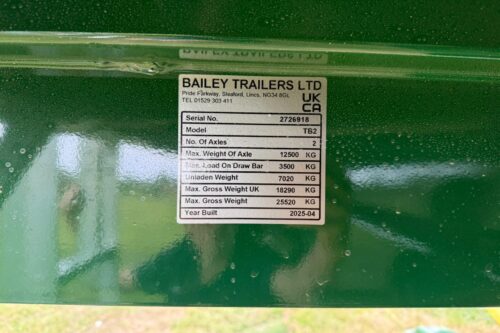 BAILEY TRAILERS LTD
Pride Parkway, Sleaford, Lincs, NG34 8GL
TEL 01529 303 411
UK
CA
Serial No. 2726918
Model TB2
No. Of Axles 2
Max. Weight Of Axle 12500 KG
Max. Load On Draw Bar 3500 KG
Unladen Weight 7020 KG
Max. Gross Weight UK 18290 KG
Max. Gross Weight 25520 KG
Year Built 2025-04